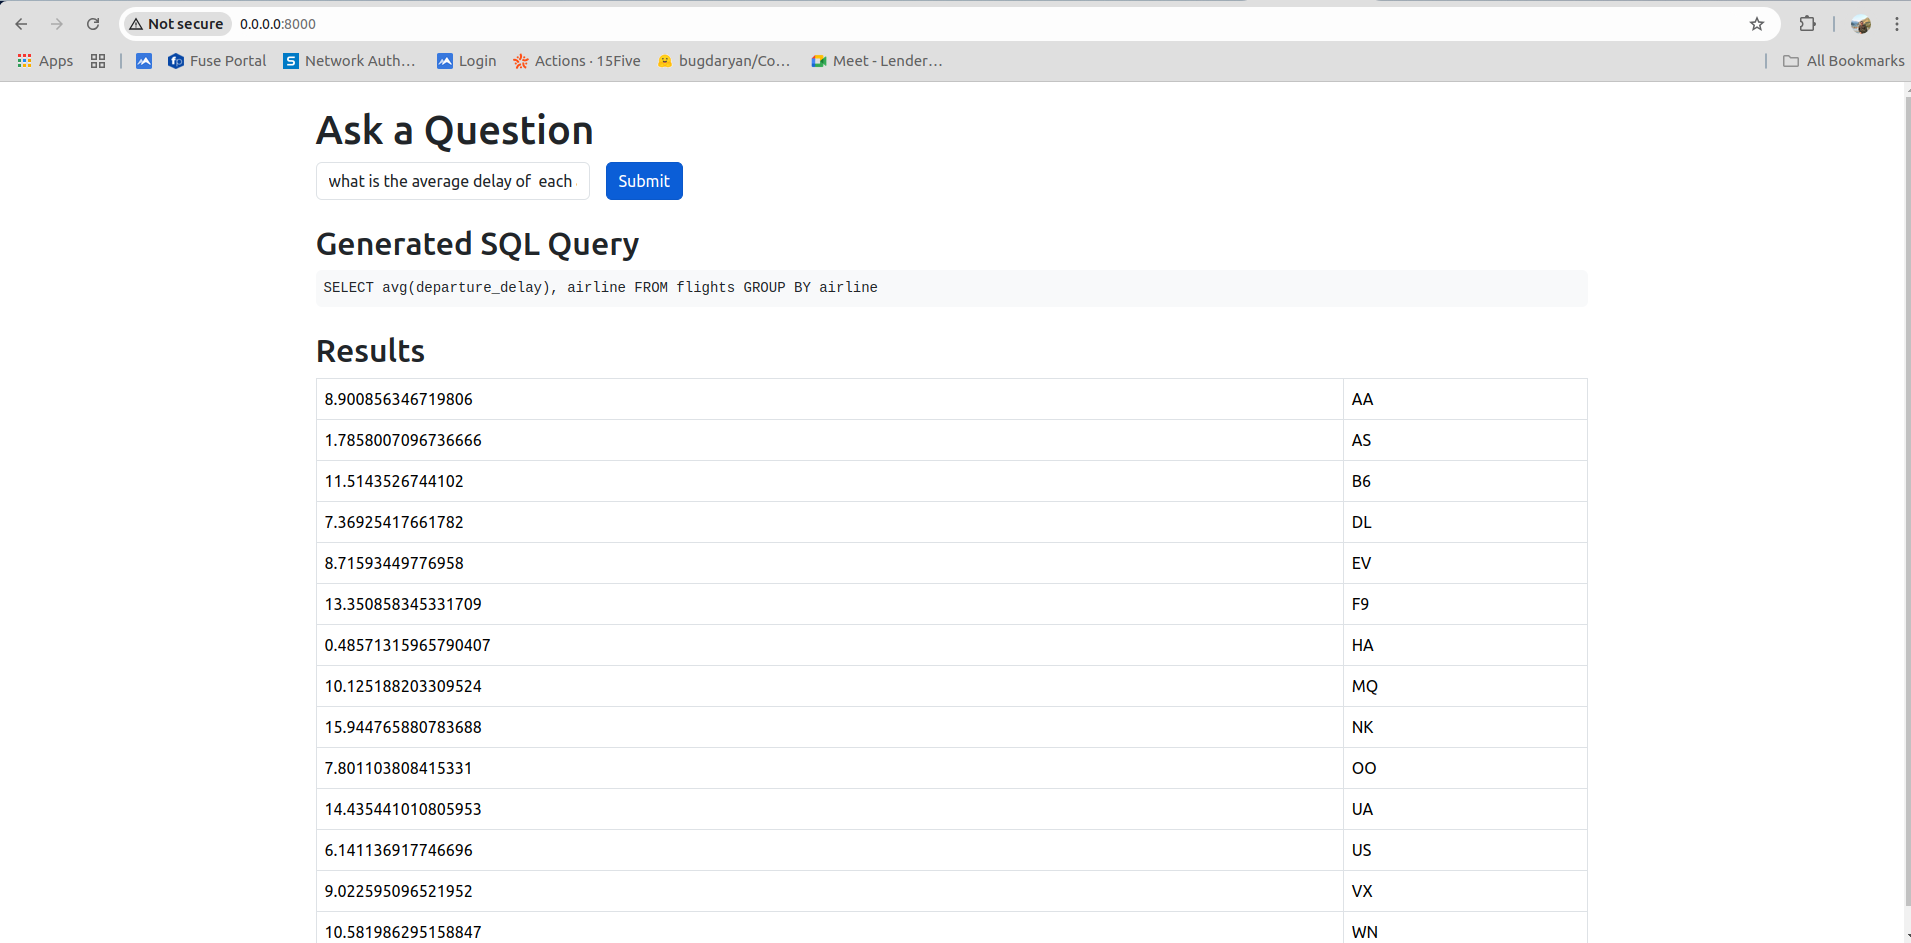 Not secure 0.0.0.0:8000
Apps Fuse Portal Network Auth... Login Actions · 15Five bugdaryan/Co... Meet - Lender... All Bookmarks
Ask a Question
what is the average delay of  each
Submit
Generated SQL Query
SELECT avg(departure_delay), airline FROM flights GROUP BY airline
Results
8.900856346719806 AA
1.7858007096736666 AS
11.5143526744102 B6
7.36925417661782 DL
8.71593449776958 EV
13.350858345331709 F9
0.48571315965790407 HA
10.125188203309524 MQ
15.944765880783688 NK
7.801103808415331 OO
14.435441010805953 UA
6.141136917746696 US
9.022595096521952 VX
10.581986295158847 WN